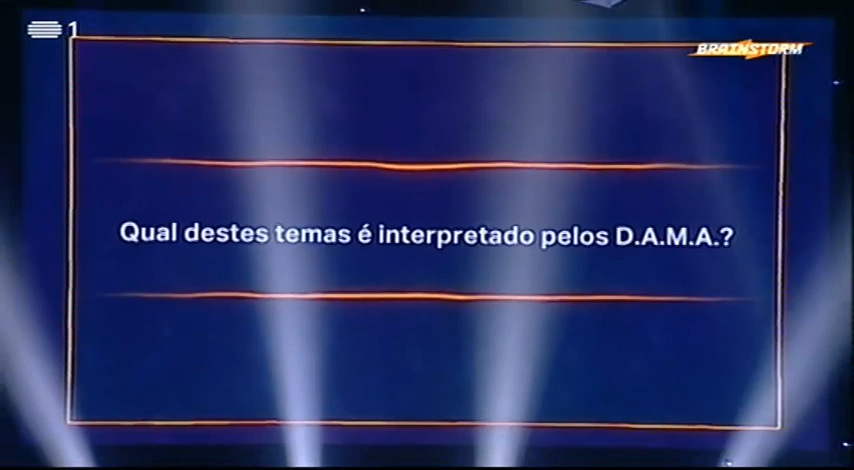 1
BRAINSTORM
Qual destes temas é interpretado pelos D.A.M.A.?